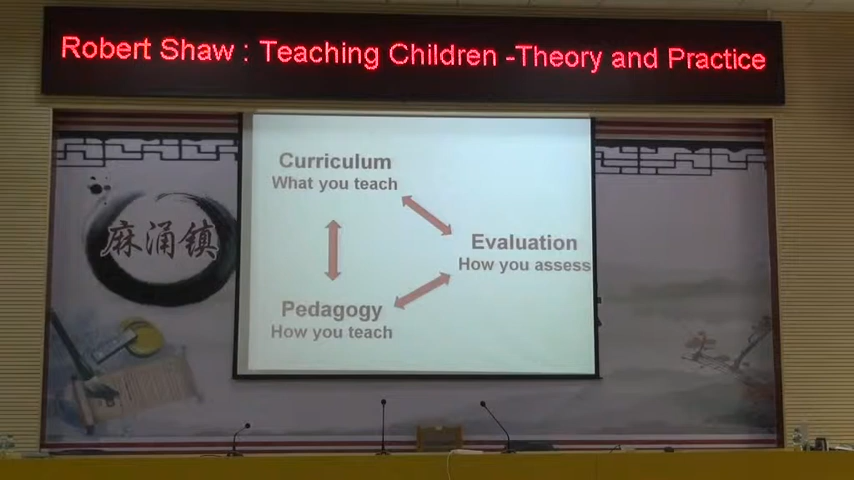 Robert Shaw : Teaching Children -Theory and Practice
Curriculum
What you teach
Evaluation
How you assess
Pedagogy
How you teach
麻涌镇